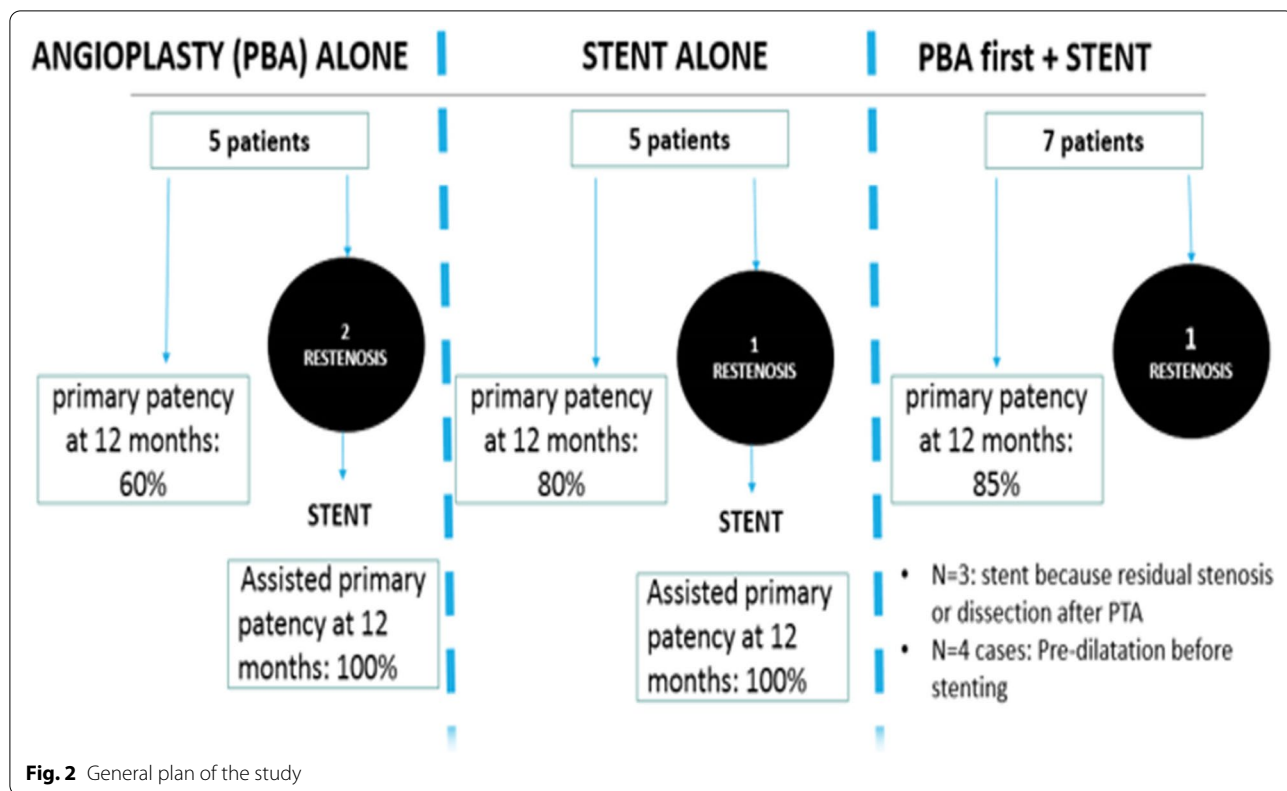 ANGIOPLASTY (PBA) ALONE
5 patients
2
RESTENOSIS
primary patency
at 12 months:
60%
STENT
Assisted primary
patency at 12
months: 100%
STENT ALONE
5 patients
1
RESTENOSIS
primary patency
at 12 months:
80%
STENT
Assisted primary
patency at 12
months: 100%
PBA first + STENT
7 patients
1
RESTENOSIS
primary patency
at 12 months:
85%
• N=3: stent because residual stenosis
or dissection after PTA
• N=4 cases: Pre-dilatation before
stenting
Fig. 2 General plan of the study